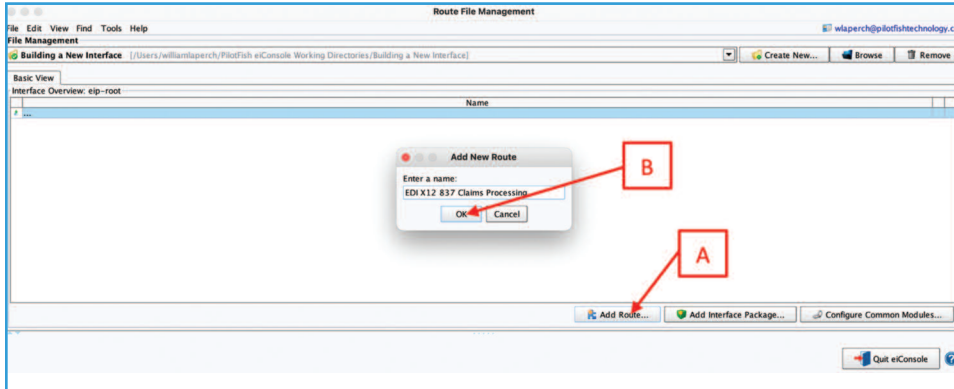 Route File Management
File Edit View Find Tools Help
wlaperch@pilotfishtechnology.c
File Management
Building a New Interface [/Users/williamlaperch/PilotFish eiConsole Working Directories/Building a New Interface]
Create New... Browse Remove
Basic View
Interface Overview: eip-root
Name
...
Add New Route
Enter a name:
EDI X12 837 Claims Processing
OK Cancel
B
A
Add Route... Add Interface Package... Configure Common Modules...
Quit eiConsole ?